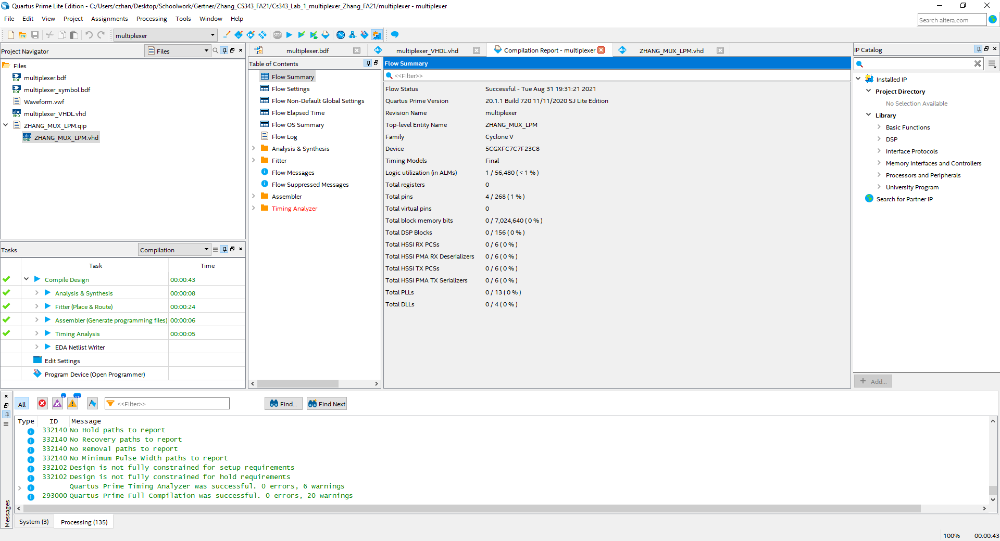 Quartus Prime Lite Edition - C:/Users/czhan/Desktop/Schoolwork/Gertner/Zhang_CS343_FA21/Cs343_Lab_1_multiplexer_Zhang_FA21/multiplexer - multiplexer
File Edit View Project Assignments Processing Tools Window Help
Search altera.com
multiplexer
STOP
Project Navigator
Files
Files
multiplexer.bdf
multiplexer_symbol.bdf
Waveform.vwf
multiplexer_VHDL.vhd
ZHANG_MUX_LPM.qip
ZHANG_MUX_LPM.vhd
Tasks
Compilation
Task Time
Compile Design 00:00:43
Analysis & Synthesis 00:00:08
Fitter (Place & Route) 00:00:24
Assembler (Generate programming files) 00:00:06
Timing Analysis 00:00:05
EDA Netlist Writer
Edit Settings
Program Device (Open Programmer)
multiplexer.bdf
multiplexer_VHDL.vhd
Compilation Report - multiplexer
ZHANG_MUX_LPM.vhd
Table of Contents
Flow Summary
Flow Settings
Flow Non-Default Global Settings
Flow Elapsed Time
Flow OS Summary
Flow Log
Analysis & Synthesis
Fitter
Flow Messages
Flow Suppressed Messages
Assembler
Timing Analyzer
Flow Summary
<<Filter>>
Flow Status Successful - Tue Aug 31 19:31:21 2021
Quartus Prime Version 20.1.1 Build 720 11/11/2020 SJ Lite Edition
Revision Name multiplexer
Top-level Entity Name ZHANG_MUX_LPM
Family Cyclone V
Device 5CGXFC7C7F23C8
Timing Models Final
Logic utilization (in ALMs) 1 / 56,480 ( < 1 % )
Total registers 0
Total pins 4 / 268 ( 1 % )
Total virtual pins 0
Total block memory bits 0 / 7,024,640 ( 0 % )
Total DSP Blocks 0 / 156 ( 0 % )
Total HSSI RX PCSs 0 / 6 ( 0 % )
Total HSSI PMA RX Deserializers 0 / 6 ( 0 % )
Total HSSI TX PCSs 0 / 6 ( 0 % )
Total HSSI PMA TX Serializers 0 / 6 ( 0 % )
Total PLLs 0 / 13 ( 0 % )
Total DLLs 0 / 4 ( 0 % )
IP Catalog
Installed IP
Project Directory
No Selection Available
Library
Basic Functions
DSP
Interface Protocols
Memory Interfaces and Controllers
Processors and Peripherals
University Program
Search for Partner IP
+ Add...
All
<<Filter>>
Find...
Find Next
Type ID Message
332140 No Hold paths to report
332140 No Recovery paths to report
332140 No Removal paths to report
332140 No Minimum Pulse Width paths to report
332102 Design is not fully constrained for setup requirements
332102 Design is not fully constrained for hold requirements
Quartus Prime Timing Analyzer was successful. 0 errors, 6 warnings
293000 Quartus Prime Full Compilation was successful. 0 errors, 20 warnings
Messages
System (3) Processing (135)
100% 00:00:43